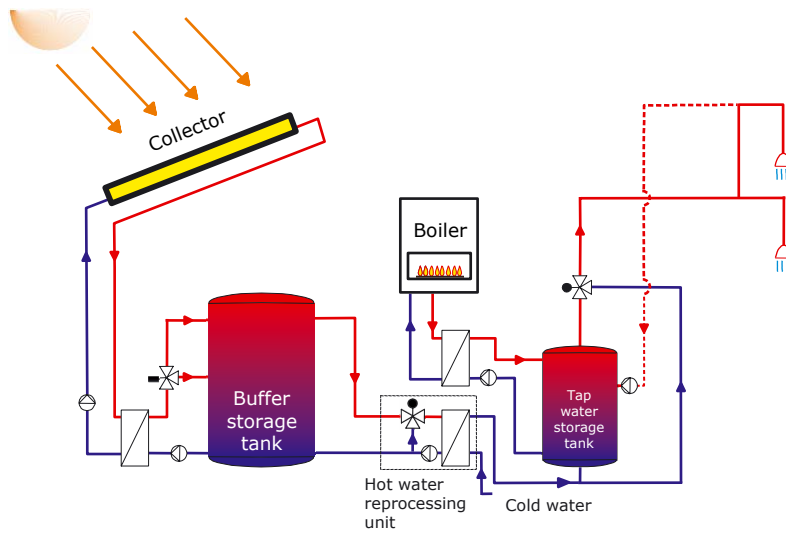 Collector
Boiler
Buffer
storage
tank
Tap
water
storage
tank
Hot water
reprocessing
unit
Cold water